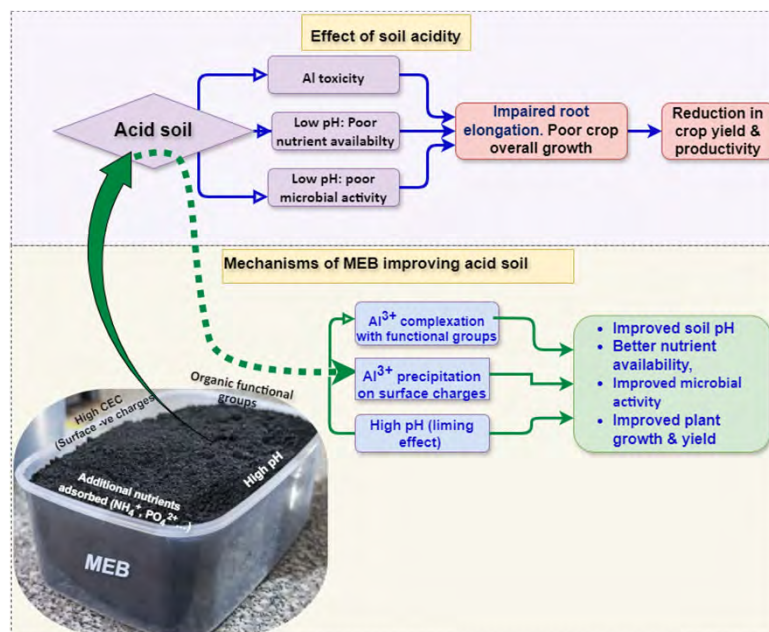 Effect of soil acidity
Acid soil
Al toxicity
Low pH: Poor
nutrient availabilty
Low pH: poor
microbial activity
Impaired root
elongation. Poor crop
overall growth
Reduction in
crop yield &
productivity
Mechanisms of MEB improving acid soil
Al3+ complexation
with functional groups
Al3+ precipitation
on surface charges
High pH (liming
effect)
• Improved soil pH
• Better nutrient
availability,
• Improved microbial
activity
• Improved plant
growth & yield
Organic functional
groups
High CEC
(Surface -ve charges
High pH
Additional nutrients
adsorbed (NH4+, PO42+,...)
MEB